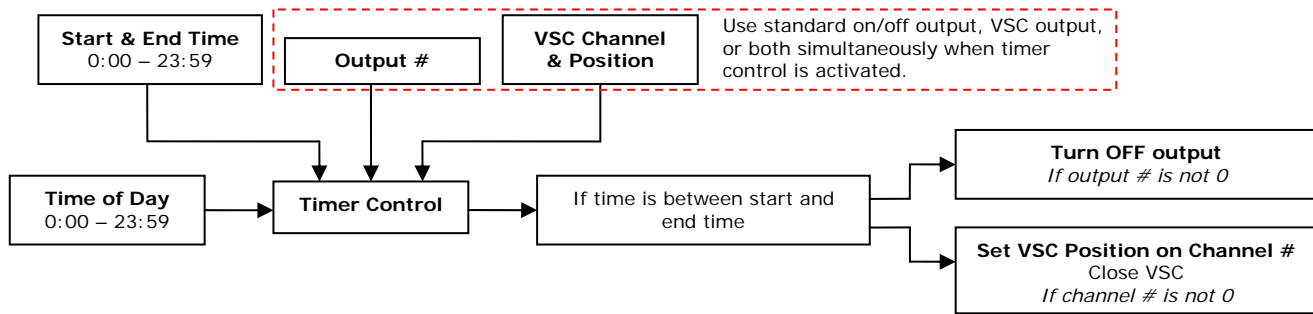 Start & End Time
0:00 – 23:59
Output #
VSC Channel
& Position
Use standard on/off output, VSC output,
or both simultaneously when timer
control is activated.
Time of Day
0:00 – 23:59
Timer Control
If time is between start and
end time
Turn OFF output
If output # is not 0
Set VSC Position on Channel #
Close VSC
If channel # is not 0